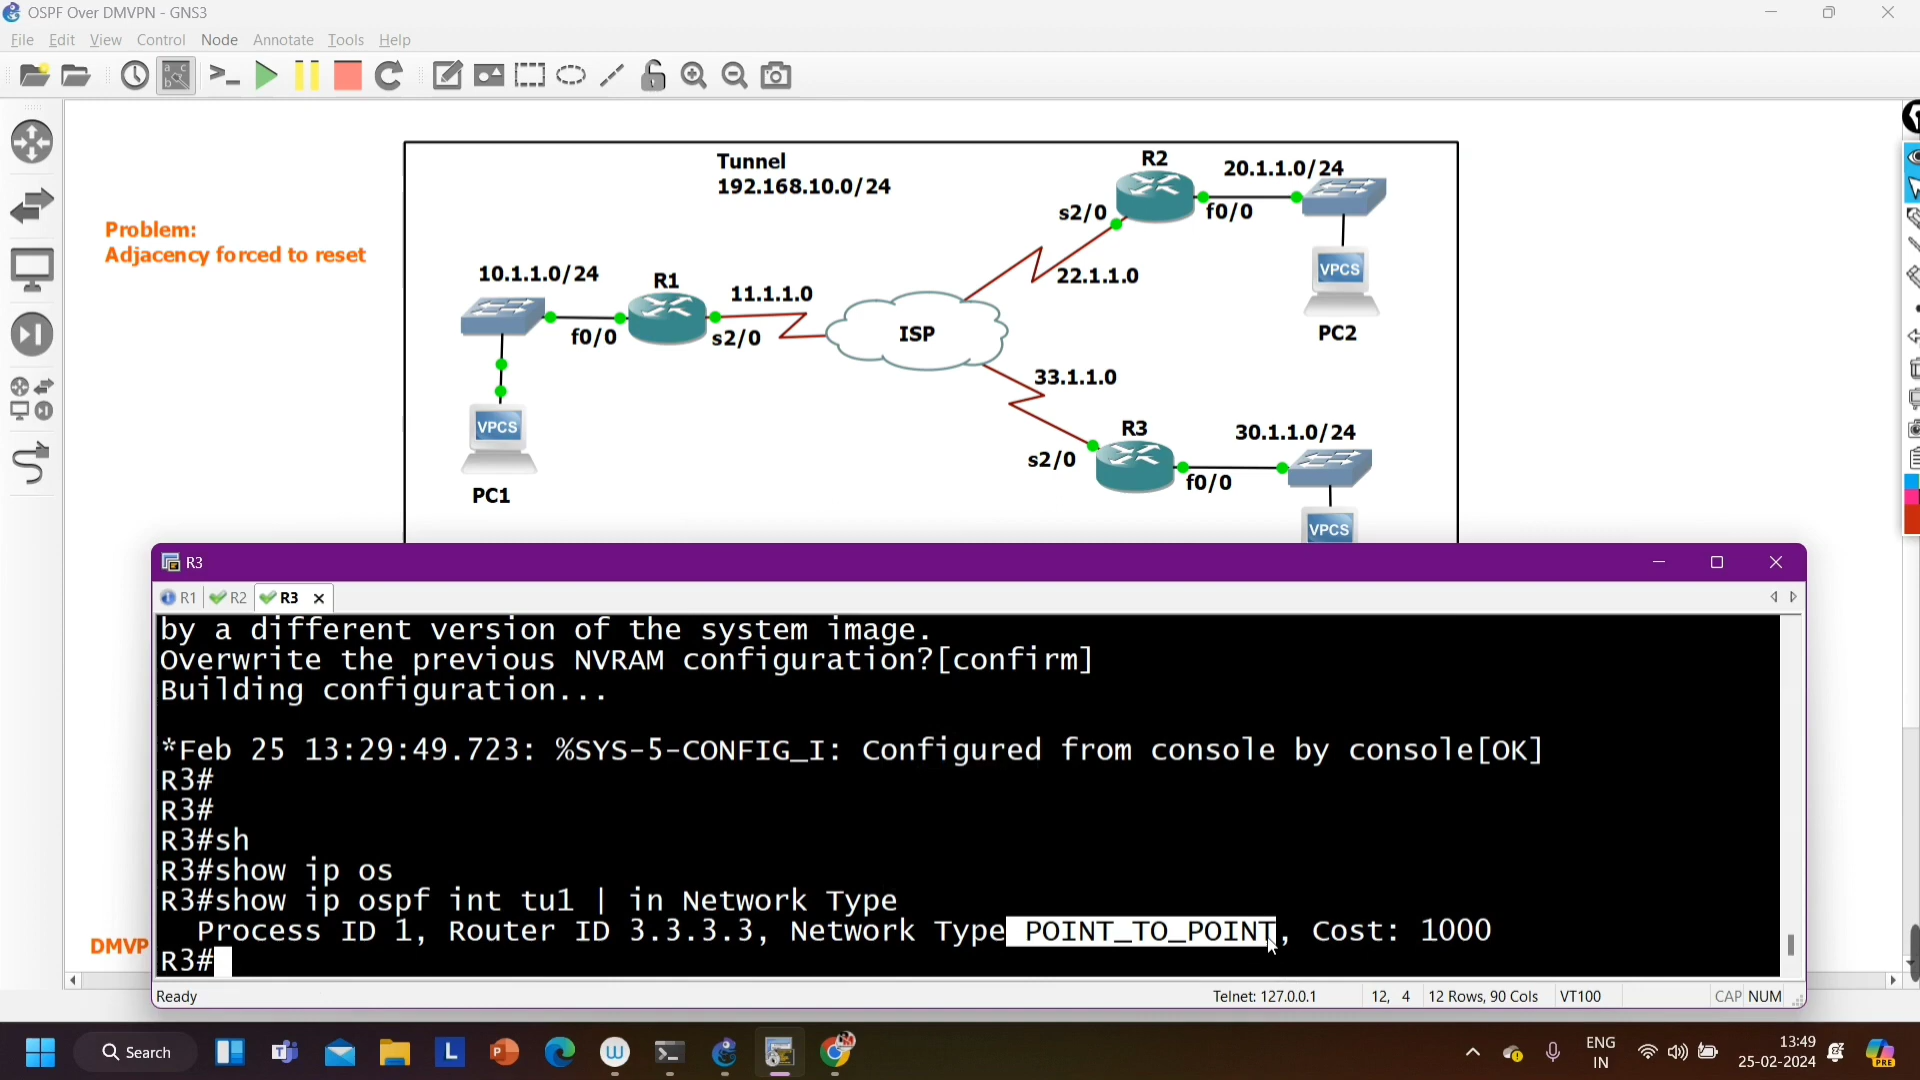 OSPF Over DMVPN - GNS3
File Edit View Control Node Annotate Tools Help
Tunnel
192.168.10.0/24
R2
20.1.1.0/24
s2/0
f0/0
Problem:
Adjacency forced to reset
22.1.1.0
VPCS
PC2
10.1.1.0/24
R1
11.1.1.0
f0/0
s2/0
ISP
33.1.1.0
VPCS
PC1
R3
30.1.1.0/24
s2/0
f0/0
VPCS
R3
R1 R2 R3
by a different version of the system image.
Overwrite the previous NVRAM configuration?[confirm]
Building configuration...
*Feb 25 13:29:49.723: %SYS-5-CONFIG_I: Configured from console by console[OK]
R3#
R3#
R3#sh
R3#show ip os
R3#show ip ospf int tu1 | in Network Type
Process ID 1, Router ID 3.3.3.3, Network Type POINT_TO_POINT, Cost: 1000
R3#
DMVP
Ready
Telnet: 127.0.0.1
12, 4
12 Rows, 90 Cols
VT100
CAP NUM
Search
ENG
IN
13:49
25-02-2024
PRE